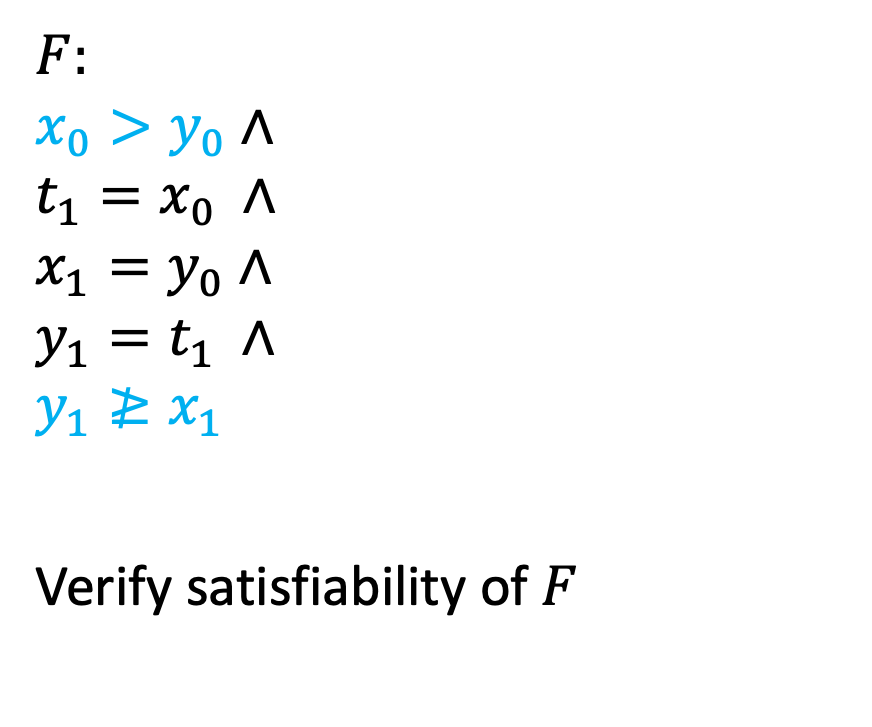 F:
x₀ > y₀ ∧
t₁ = x₀ ∧
x₁ = y₀ ∧
y₁ = t₁ ∧
y₁ ≱ x₁
Verify satisfiability of F